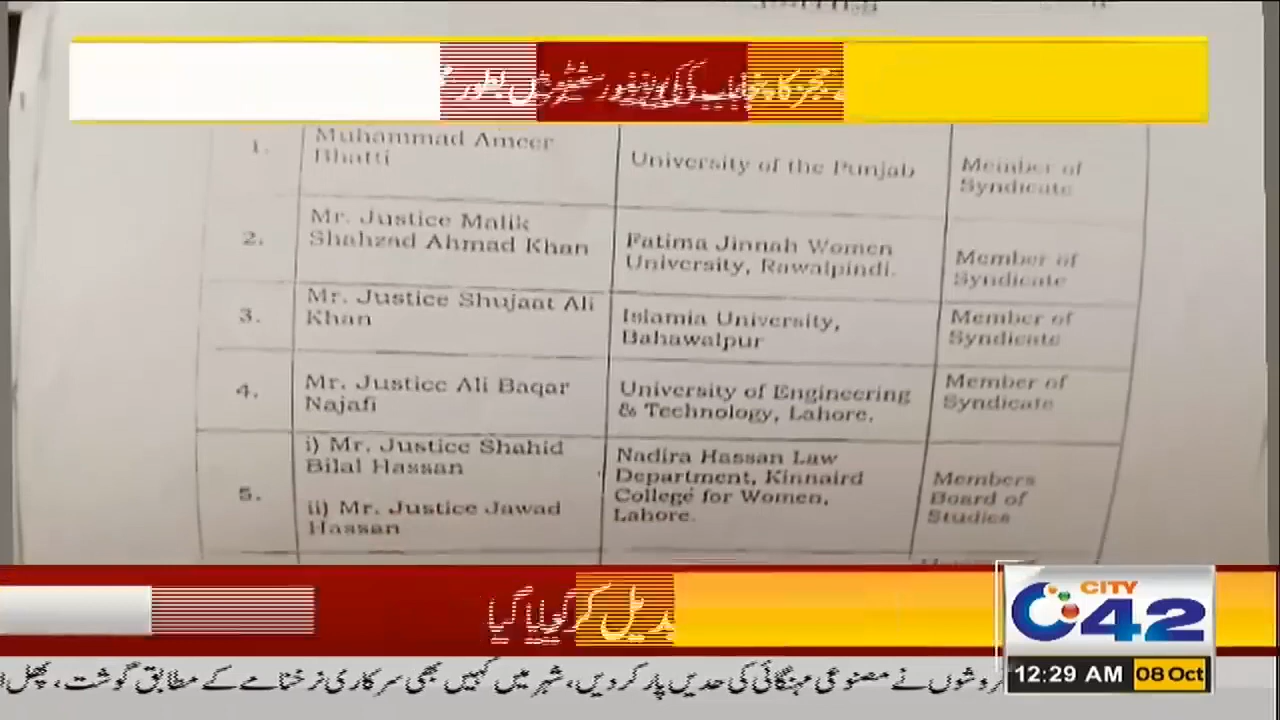 1.
Muhammad Ameer
Bhatti
University of the Punjab
Member of
Syndicate
2.
Mr. Justice Malik
Shahzad Ahmad Khan
Fatima Jinnah Women
University, Rawalpindi.
Member of
Syndicate
3.
Mr. Justice Shujaat Ali
Khan
Islamia University,
Bahawalpur
Member of
Syndicate
4.
Mr. Justice Ali Baqar
Najafi
University of Engineering
& Technology, Lahore.
Member of
Syndicate
5.
i) Mr. Justice Shahid
Bilal Hassan
ii) Mr. Justice Jawad
Hassan
Nadira Hassan Law
Department, Kinnaird
College for Women,
Lahore.
Members
Board of
Studies
گیا
CITY
42
12:29 AM 08 Oct
نے مصنوعی مہنگائی کی حدیں پار کر دیں، شہر میں کہیں بھی سرکاری نرخنامے کے مطابق گوشت، پھل